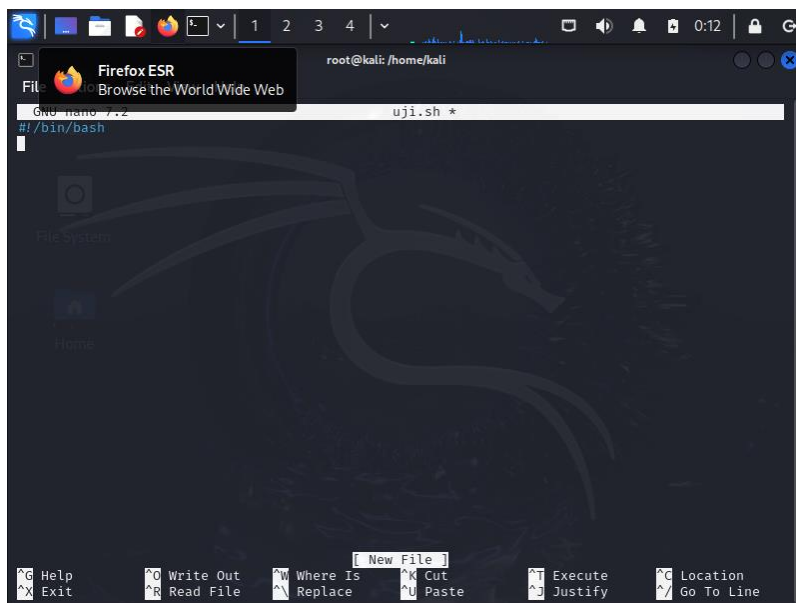 1 2 3 4 0:12
root@kali: /home/kali
Firefox ESR
Browse the World Wide Web
GNU nano 7.2 uji.sh *
#!/bin/bash
File System
Home
[ New File ]
^G Help ^O Write Out ^W Where Is ^K Cut ^T Execute ^C Location
^X Exit ^R Read File ^\ Replace ^U Paste ^J Justify ^/ Go To Line